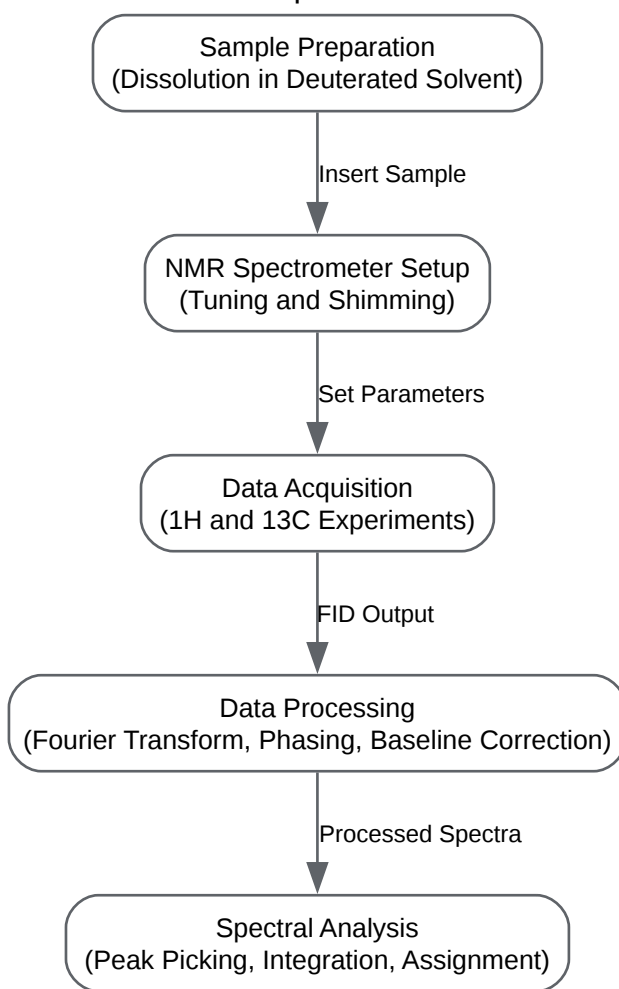 Sample Preparation
(Dissolution in Deuterated Solvent)
Insert Sample
NMR Spectrometer Setup
(Tuning and Shimming)
Set Parameters
Data Acquisition
(1H and 13C Experiments)
FID Output
Data Processing
(Fourier Transform, Phasing, Baseline Correction)
Processed Spectra
Spectral Analysis
(Peak Picking, Integration, Assignment)